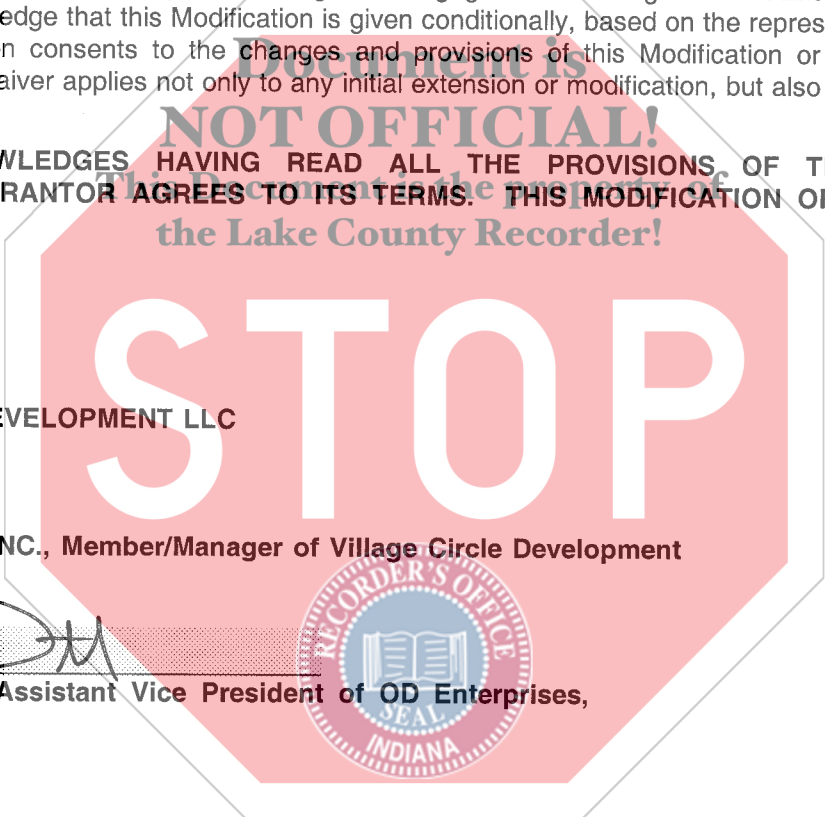 edge that this Modification is given conditionally, based on the repres
n consents to the changes and provisions of this Modification or
Document is
aiver applies not only to any initial extension or modification, but also
NOT OFFICIAL!
WLEDGES HAVING READ ALL THE PROVISIONS OF T
This Document is the property of
RANTOR AGREES TO ITS TERMS. THIS MODIFICATION O
the Lake County Recorder!
STOP
EVELOPMENT LLC
NC., Member/Manager of Village Circle Development
RECORDER'S OFFICE
SEAL
INDIANA
Assistant Vice President of OD Enterprises,